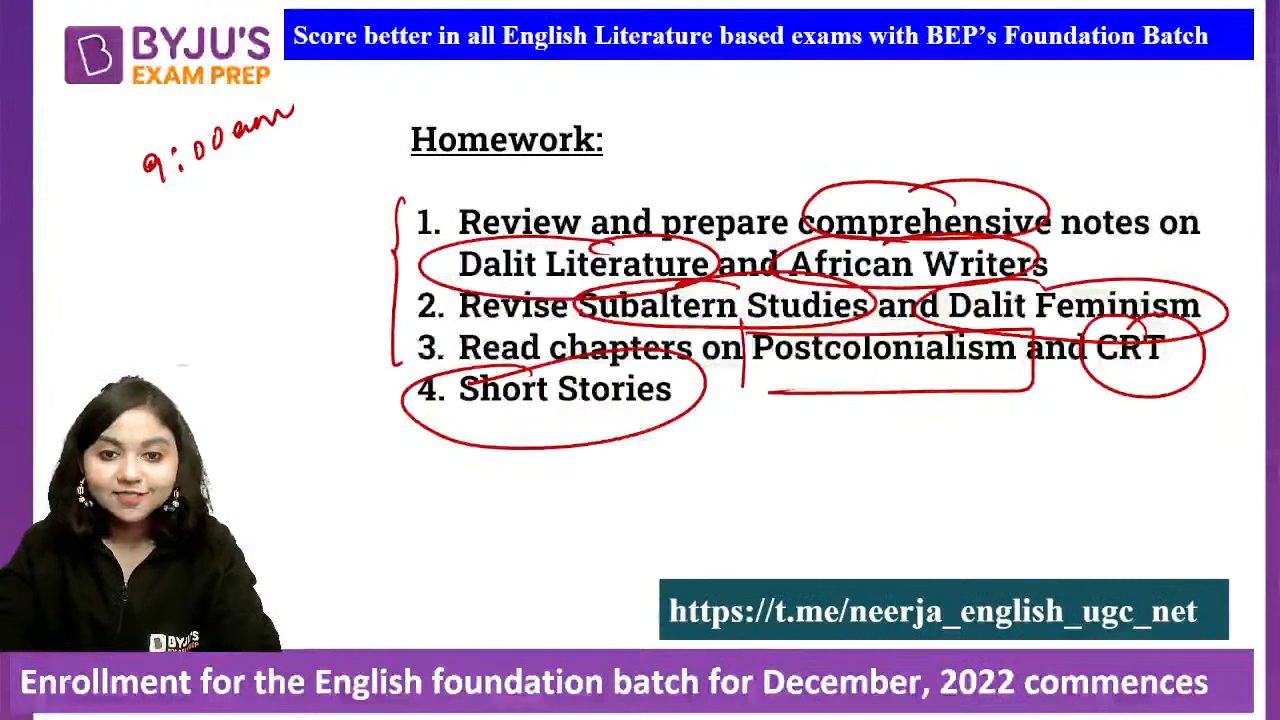 BYJU'S
EXAM PREP
Score better in all English Literature based exams with BEP's Foundation Batch
9:00am
Homework:
1. Review and prepare comprehensive notes on
Dalit Literature and African Writers
2. Revise Subaltern Studies and Dalit Feminism
3. Read chapters on Postcolonialism and CRT
4. Short Stories
BYJU'S
EXAM PREP
https://t.me/neerja_english_ugc_net
Enrollment for the English foundation batch for December, 2022 commences